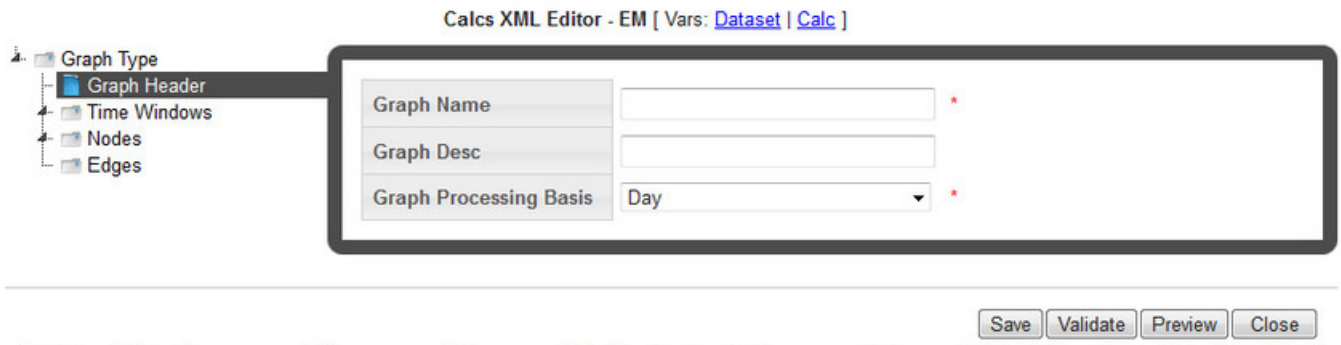 Calcs XML Editor - EM [ Vars: Dataset | Calc ]
Graph Type
Graph Header
Time Windows
Nodes
Edges
Graph Name *
Graph Desc
Graph Processing Basis Day *
Save Validate Preview Close